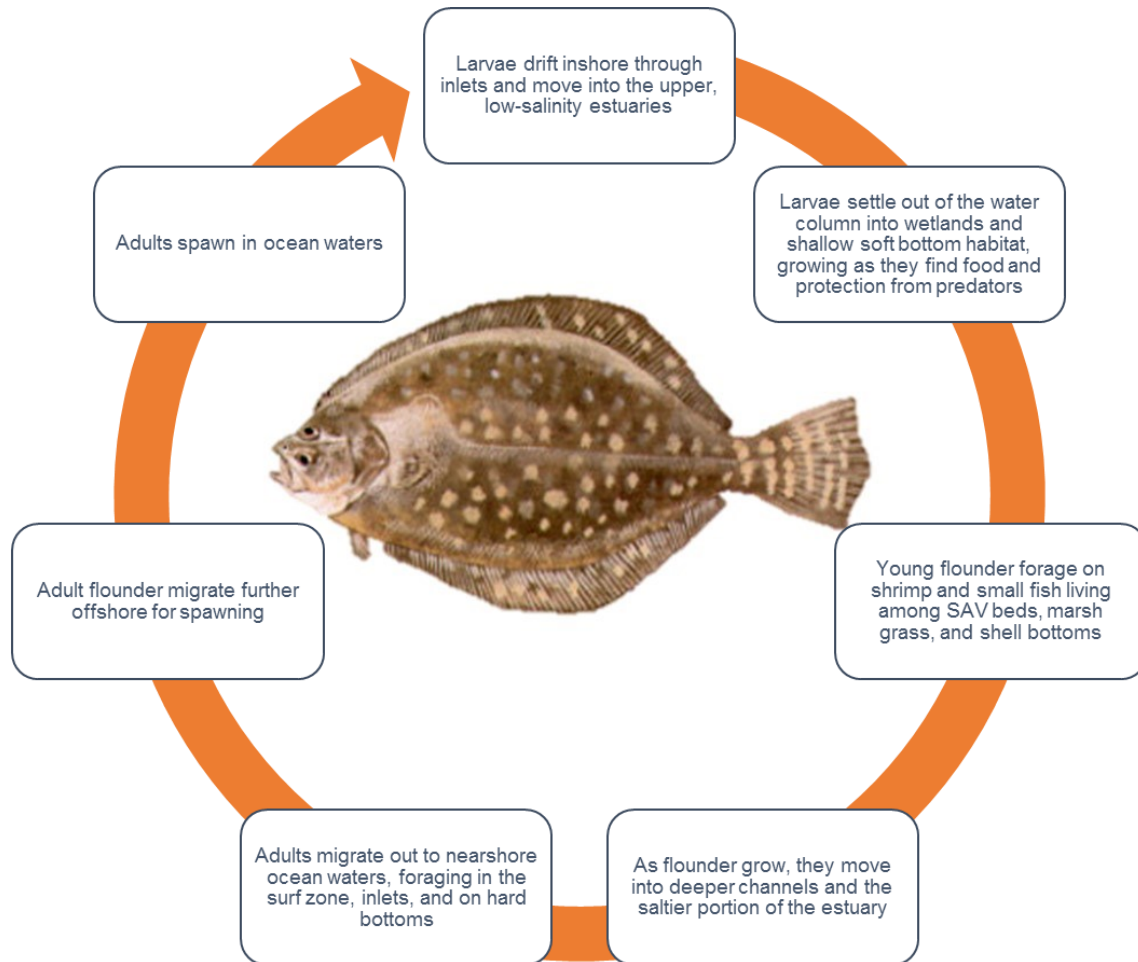 Larvae drift inshore through
inlets and move into the upper,
low-salinity estuaries
Larvae settle out of the water
column into wetlands and
shallow soft bottom habitat,
growing as they find food and
protection from predators
Young flounder forage on
shrimp and small fish living
among SAV beds, marsh
grass, and shell bottoms
As flounder grow, they move
into deeper channels and the
saltier portion of the estuary
Adults migrate out to nearshore
ocean waters, foraging in the
surf zone, inlets, and on hard
bottoms
Adult flounder migrate further
offshore for spawning
Adults spawn in ocean waters